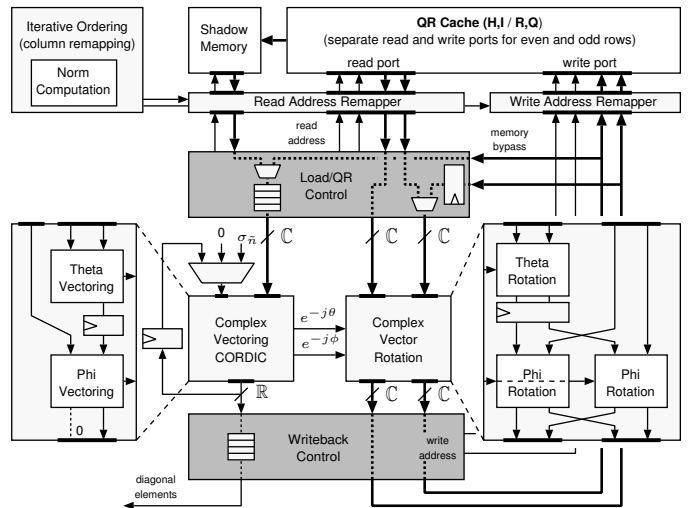 Iterative Ordering
(column remapping)
Norm
Computation
Shadow
Memory
QR Cache (H,I / R,Q)
(separate read and write ports for even and odd rows)
read port
write port
Read Address Remapper
Write Address Remapper
read
address
memory
bypass
Load/QR
Control
0
σñ
ℂ
ℂ
ℂ
Theta
Vectoring
Phi
Vectoring
0
Complex
Vectoring
CORDIC
e^{-jθ}
e^{-jϕ}
Complex
Vector
Rotation
Theta
Rotation
Phi
Rotation
Phi
Rotation
ℝ
ℂ
ℂ
Writeback
Control
write
address
diagonal
elements